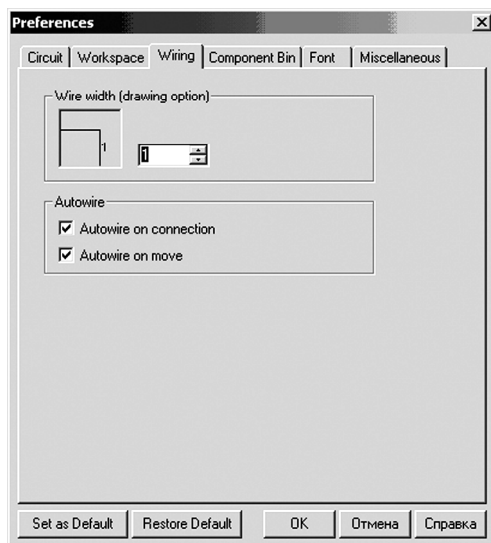 Preferences
Circuit Workspace Wiring Component Bin Font Miscellaneous
Wire width (drawing option)
1
1
Autowire
Autowire on connection
Autowire on move
Set as Default Restore Default OK Отмена Справка